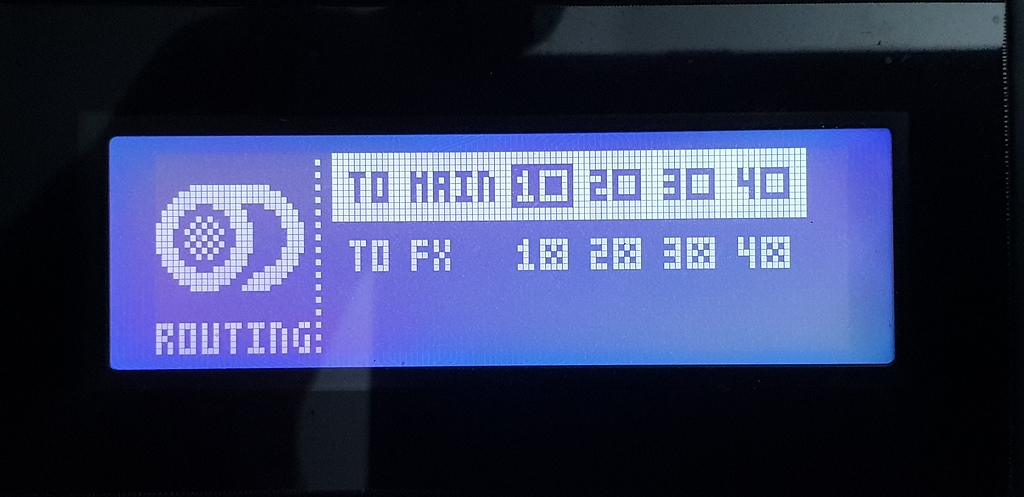 TO MAIN 1☐ 2☐ 3☐ 4☐
TO FX 1☒ 2☒ 3☒ 4☒
ROUTING